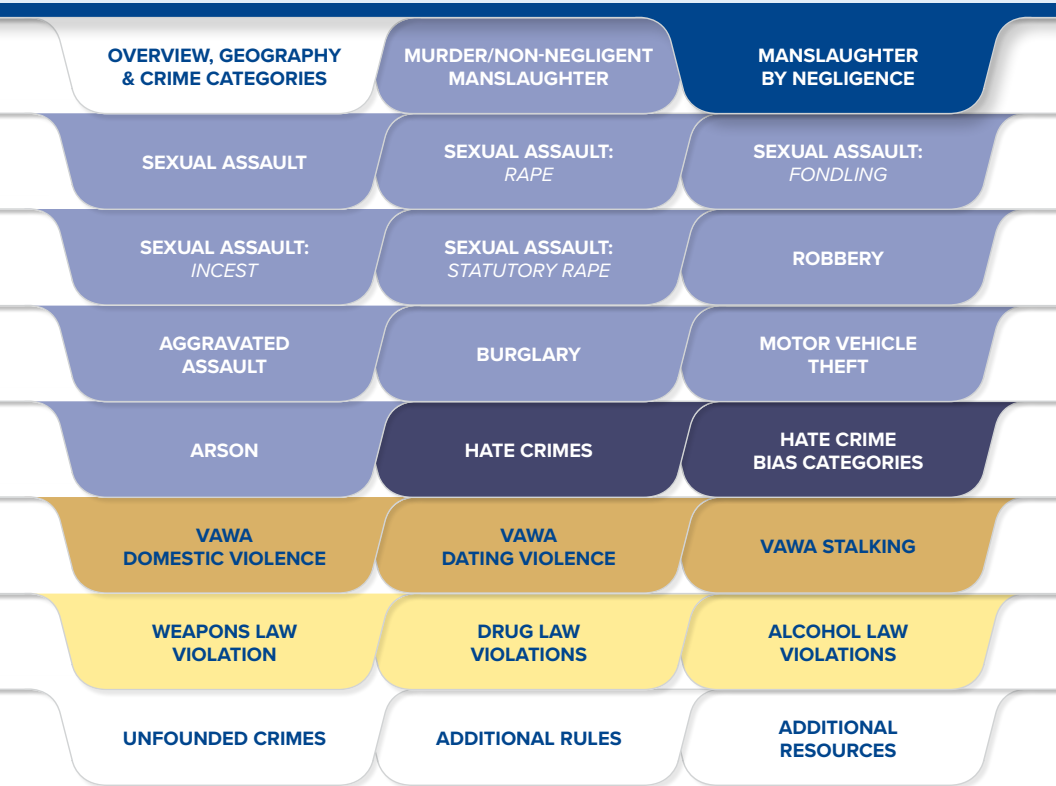 OVERVIEW, GEOGRAPHY
& CRIME CATEGORIES
MURDER/NON-NEGLIGENT
MANSLAUGHTER
MANSLAUGHTER
BY NEGLIGENCE
SEXUAL ASSAULT
SEXUAL ASSAULT:
RAPE
SEXUAL ASSAULT:
FONDLING
SEXUAL ASSAULT:
INCEST
SEXUAL ASSAULT:
STATUTORY RAPE
ROBBERY
AGGRAVATED
ASSAULT
BURGLARY
MOTOR VEHICLE
THEFT
ARSON
HATE CRIMES
HATE CRIME
BIAS CATEGORIES
VAWA
DOMESTIC VIOLENCE
VAWA
DATING VIOLENCE
VAWA STALKING
WEAPONS LAW
VIOLATION
DRUG LAW
VIOLATIONS
ALCOHOL LAW
VIOLATIONS
UNFOUNDED CRIMES
ADDITIONAL RULES
ADDITIONAL
RESOURCES